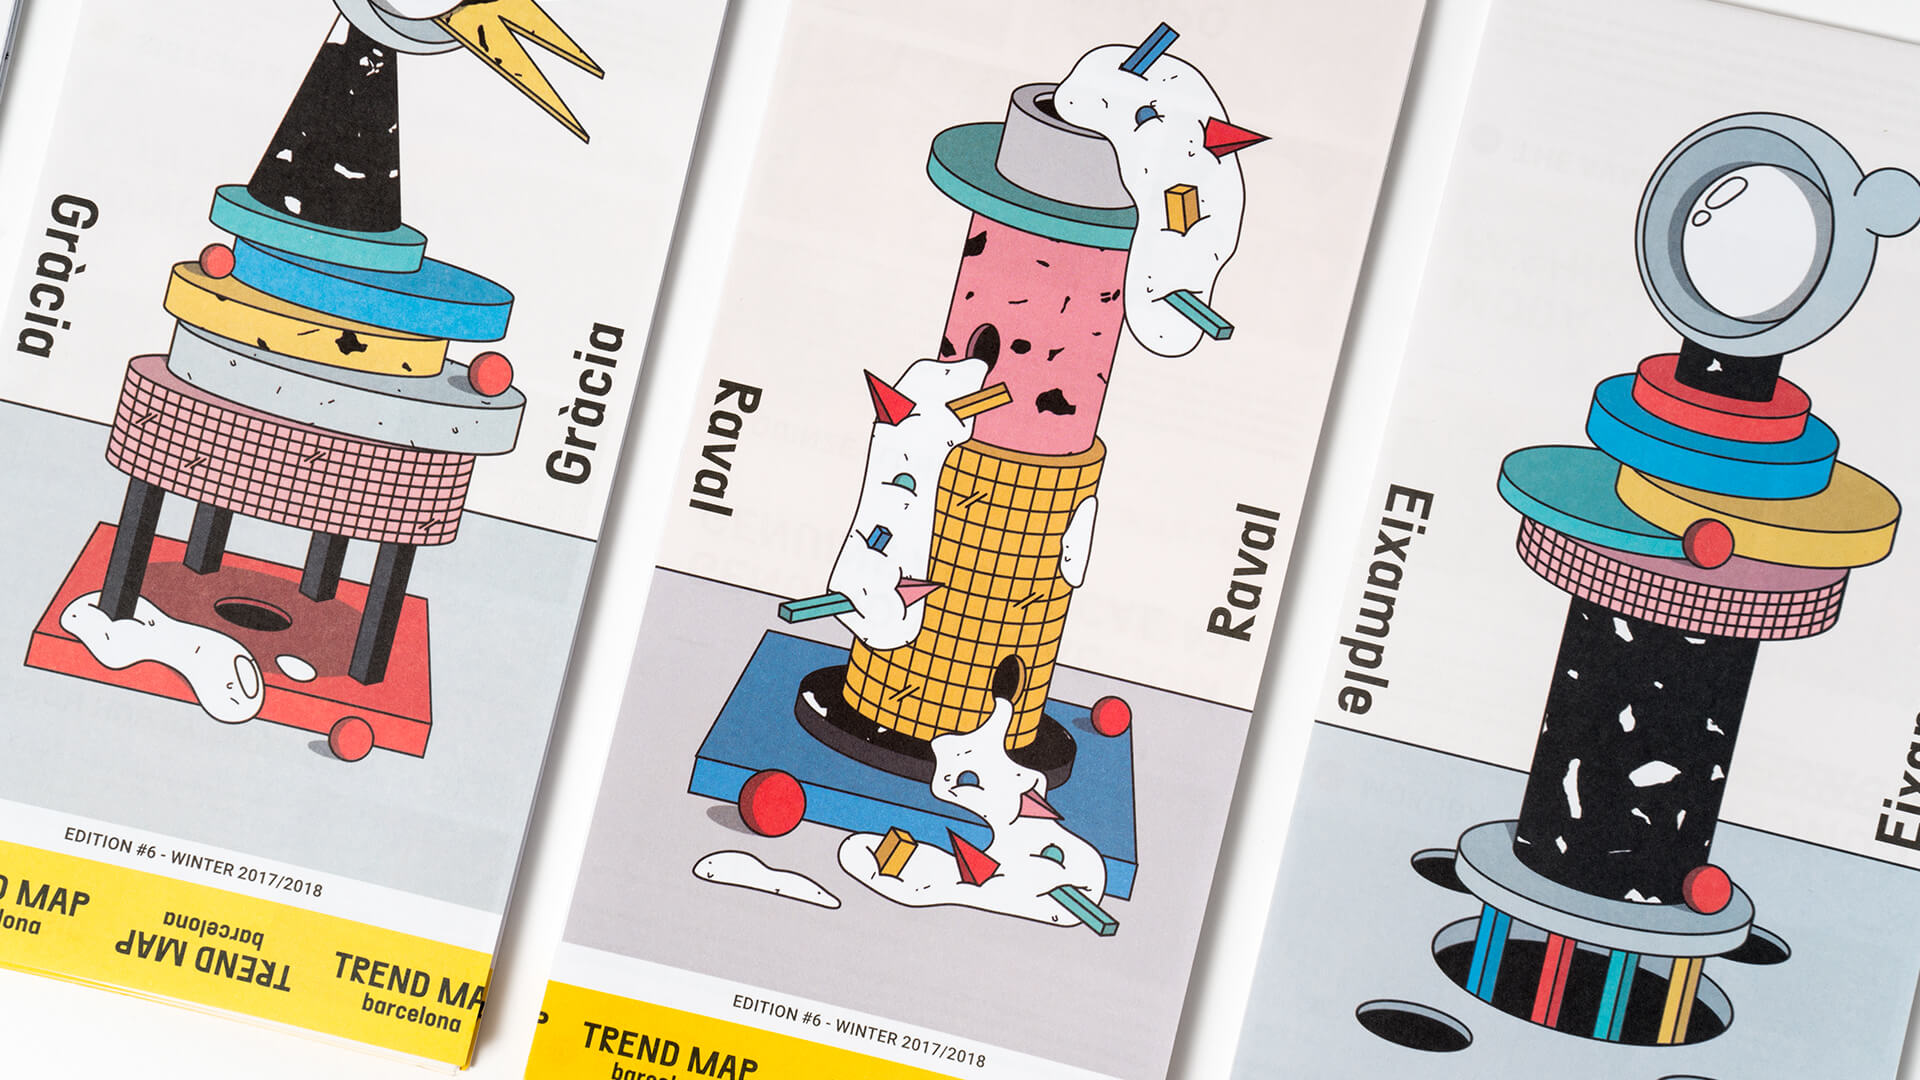 Gràcia
Gràcia
EDITION #6 - WINTER 2017/2018
MAP
TREND MAP
barcelona
TREND MA
barcelona
Raval
Raval
EDITION #6 - WINTER 2017/2018
TREND MAP
Eixample